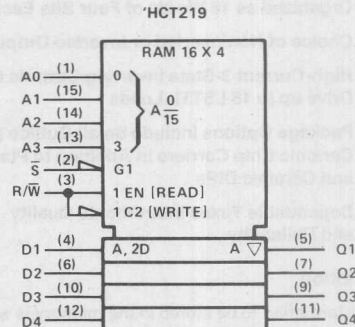 'HCT219
RAM 16 X 4
A0 (1) 0
A1 (15)
A2 (14) A 0/15
A3 (13) 3
S̅ (2) G1
R/W̅ (3) 1 EN [READ]
1 C2 [WRITE]
D1 (4) A, 2D A ▽ (5) Q1
D2 (6) (7) Q2
D3 (10) (9) Q3
D4 (12) (11) Q4